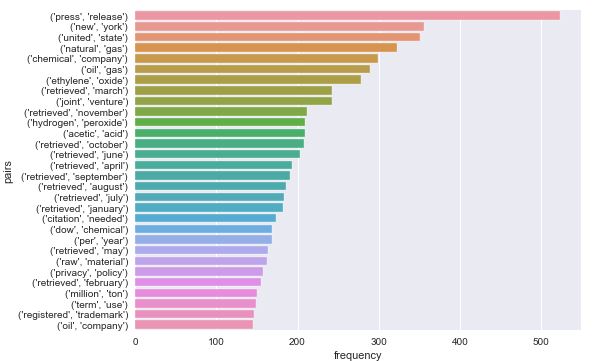 ('press', 'release')
('new', 'york')
('united', 'state')
('natural', 'gas')
('chemical', 'company')
('oil', 'gas')
('ethylene', 'oxide')
('retrieved', 'march')
('joint', 'venture')
('retrieved', 'november')
('hydrogen', 'peroxide')
('acetic', 'acid')
('retrieved', 'october')
('retrieved', 'june')
('retrieved', 'april')
('retrieved', 'september')
('retrieved', 'august')
('retrieved', 'july')
('retrieved', 'january')
('citation', 'needed')
('dow', 'chemical')
('per', 'year')
('retrieved', 'may')
('raw', 'material')
('privacy', 'policy')
('retrieved', 'february')
('million', 'ton')
('term', 'use')
('registered', 'trademark')
('oil', 'company')
pairs
0 100 200 300 400 500
frequency